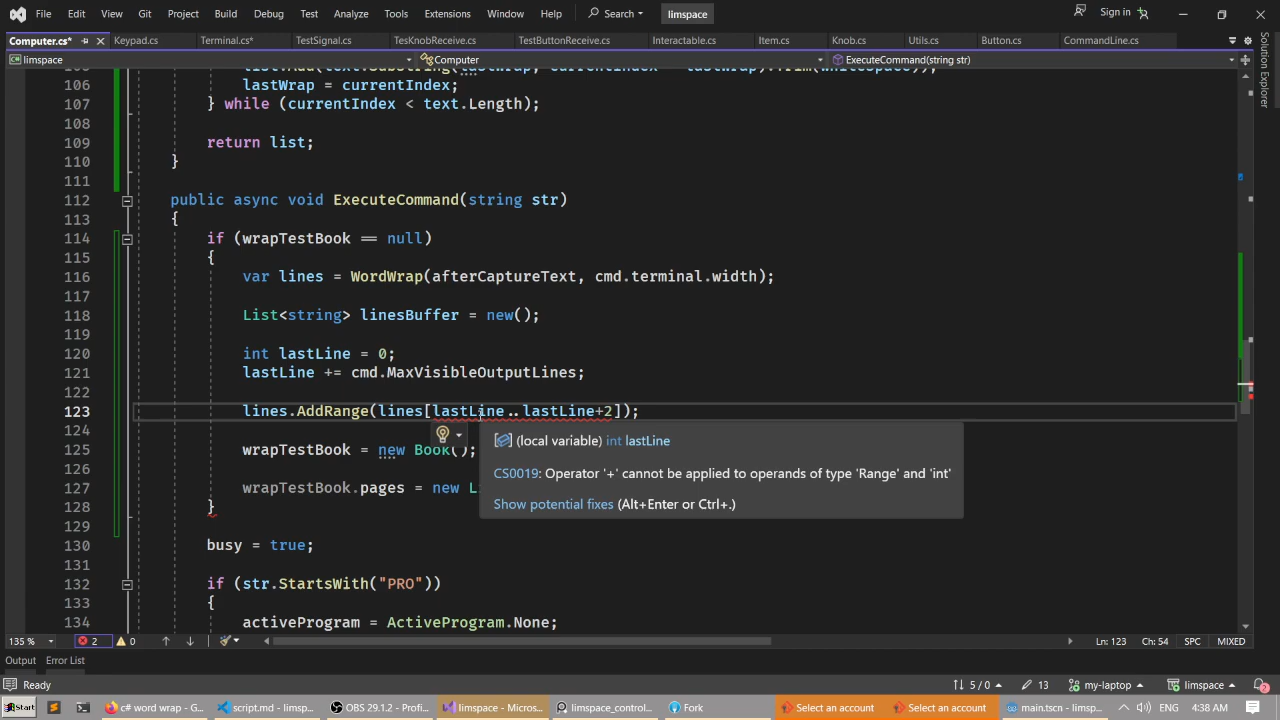 File Edit View Git Project Build Debug Test Analyze Tools Extensions Window Help Search limspace Sign in
Computer.cs* Keypad.cs Terminal.cs* TestSignal.cs TesKnobReceive.cs TestButtonReceive.cs Interactable.cs Item.cs Knob.cs Utils.cs Button.cs CommandLine.cs
Solution Explorer
limspace Computer ExecuteCommand(string str)
106 lastWrap = currentIndex;
107 } while (currentIndex < text.Length);
108
109 return list;
110 }
111
112 public async void ExecuteCommand(string str)
113 {
114 if (wrapTestBook == null)
115 {
116 var lines = WordWrap(afterCaptureText, cmd.terminal.width);
117
118 List<string> linesBuffer = new();
119
120 int lastLine = 0;
121 lastLine += cmd.MaxVisibleOutputLines;
122
123 lines.AddRange(lines[lastLine..lastLine+2]);
124 (local variable) int lastLine
125 wrapTestBook = new Book();
126 CS0019: Operator '+' cannot be applied to operands of type 'Range' and 'int'
127 wrapTestBook.pages = new L
Show potential fixes (Alt+Enter or Ctrl+.)
128 }
129
130 busy = true;
131
132 if (str.StartsWith("PRO"))
133 {
134 activeProgram = ActiveProgram.None;
135 % 2 0 Ln: 123 Ch: 54 SPC MIXED
Output Error List
Ready 5 / 0 13 my-laptop limspace 2
Start c# word wrap - G... script.md - limsp... OBS 29.1.2 - Profi... limspace - Micros... limspace_control... Fork Select an account Select an account main.tscn - limsp... ENG 4:38 AM